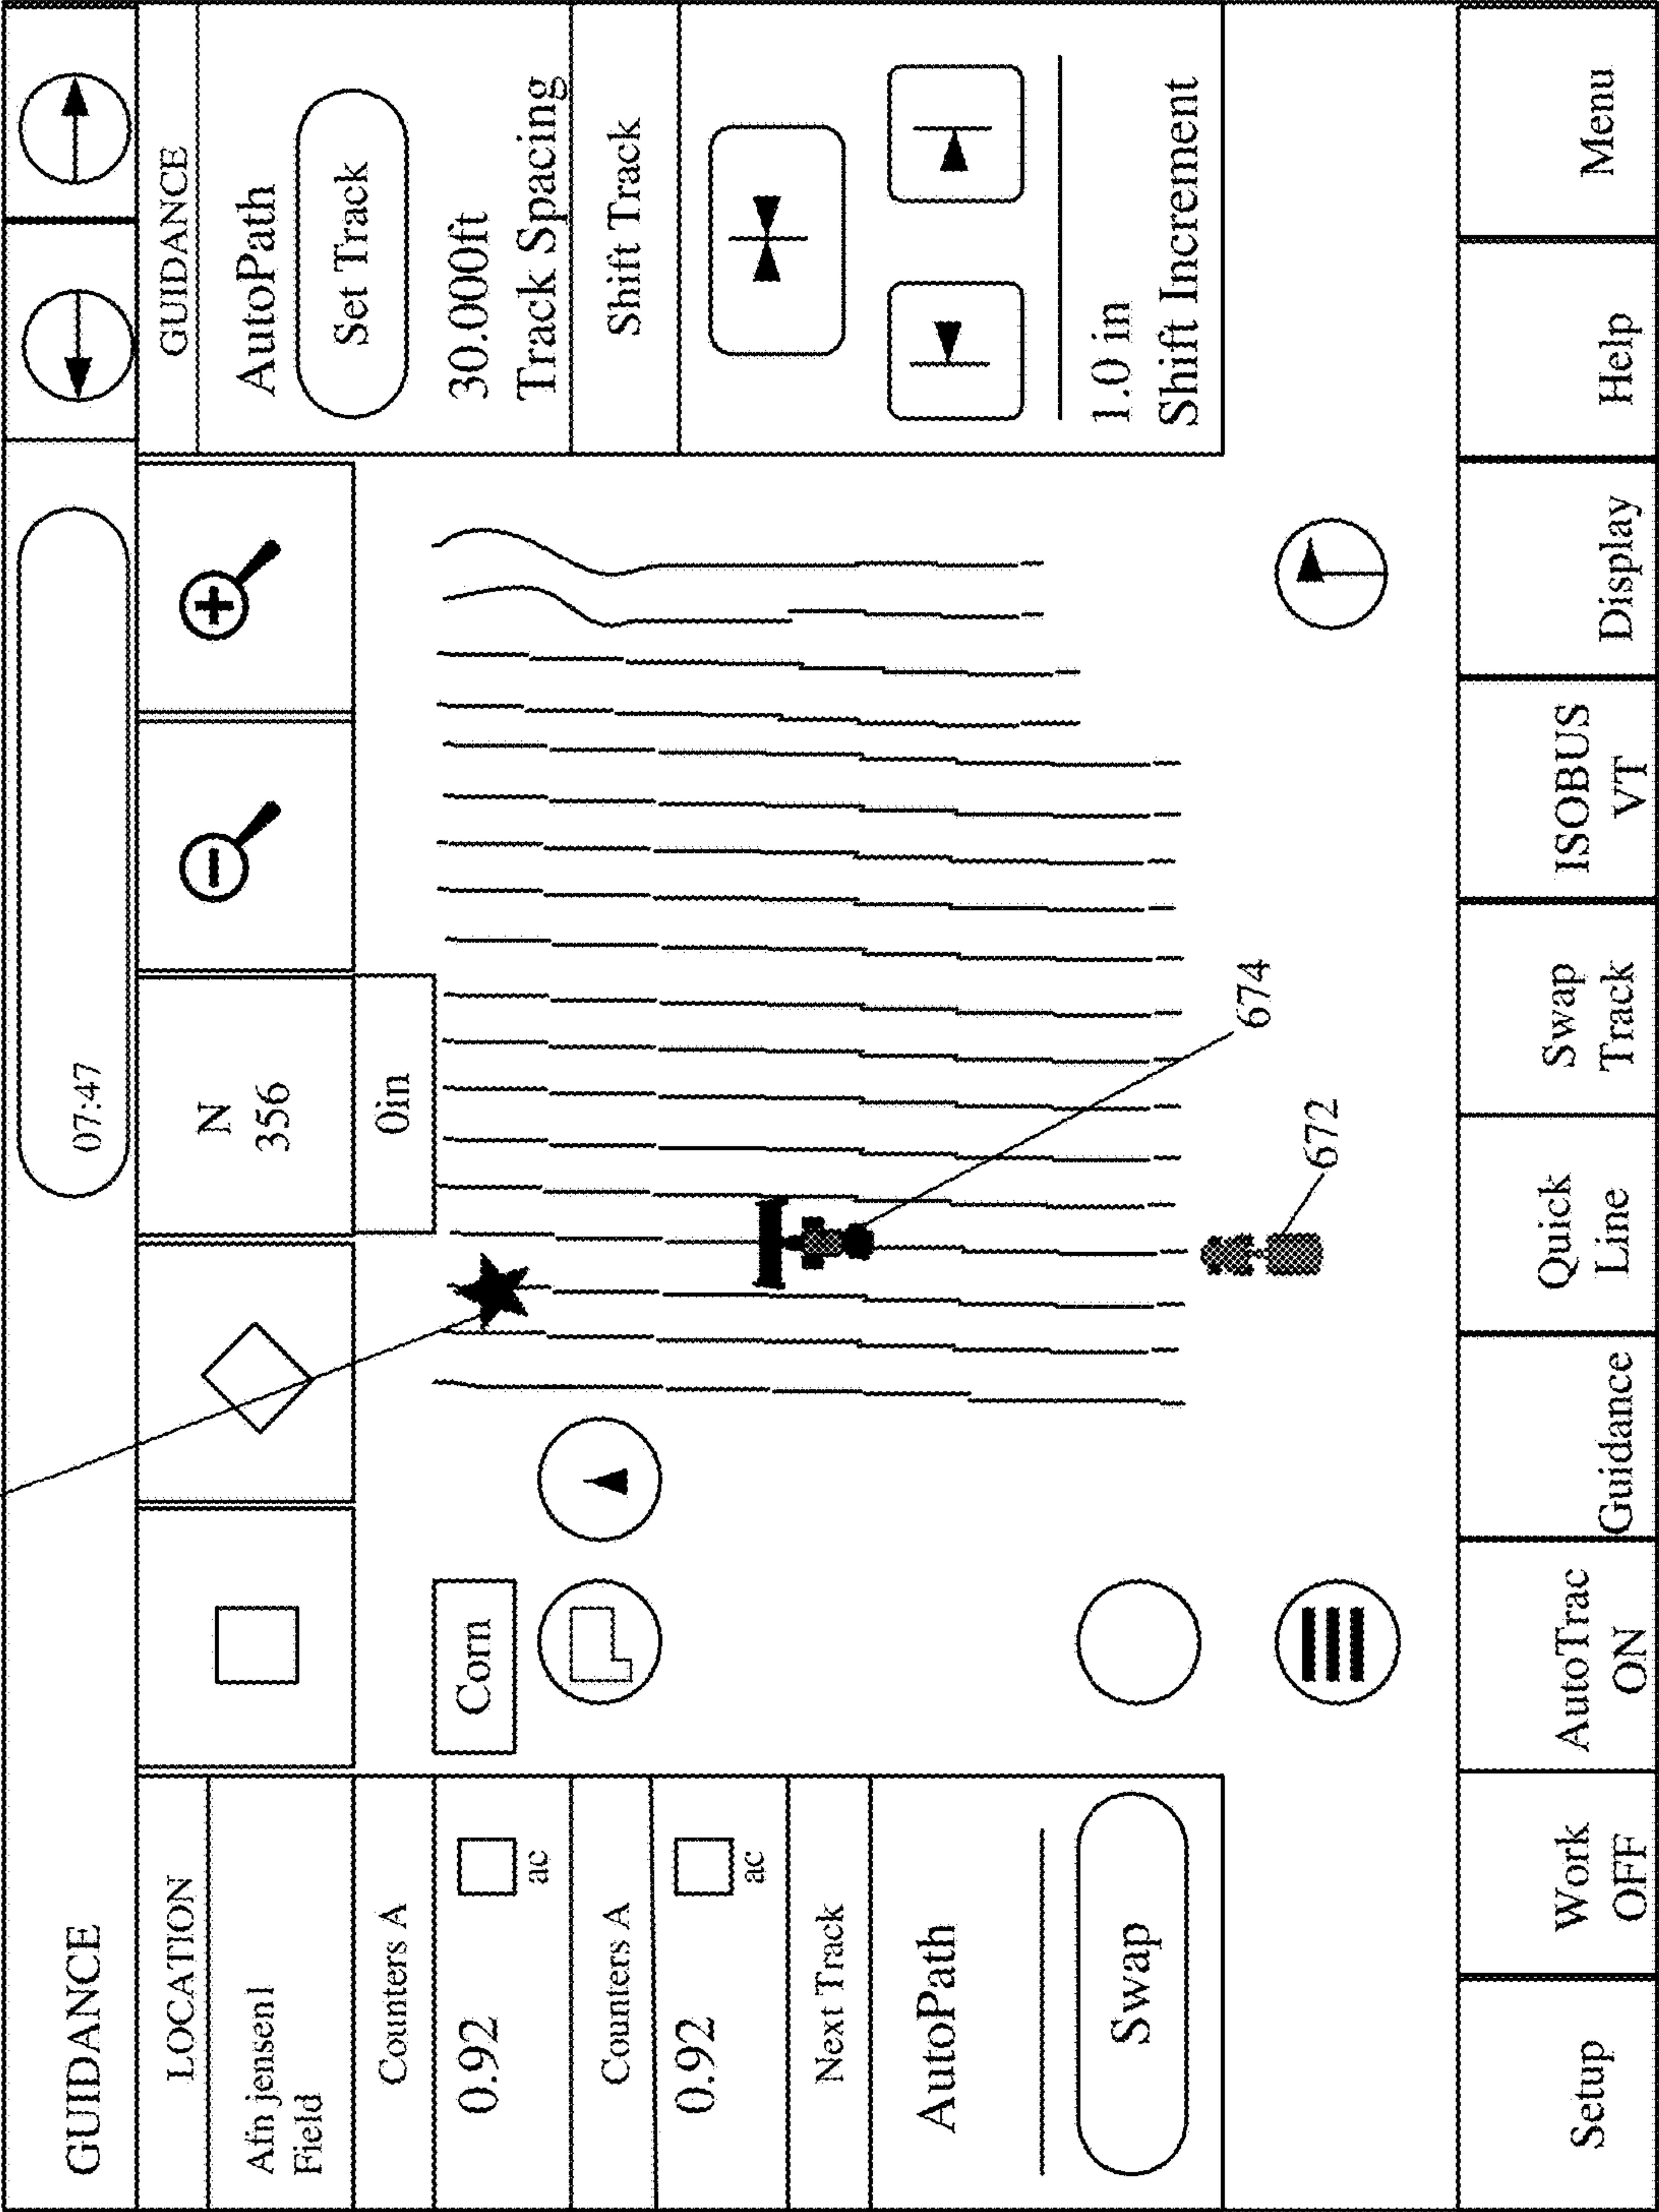 GUIDANCE
07:47
LOCATION
Afn jensen1
Field
Counters A
0.92
ac
Counters A
0.92
ac
Next Track
AutoPath
Swap
N
356
0in
Corn
674
672
GUIDANCE
AutoPath
Set Track
30.000ft
Track Spacing
Shift Track
1.0 in
Shift Increment
Setup
Work
OFF
AutoTrac
ON
Guidance
Quick
Line
Swap
Track
ISOBUS
VT
Display
Help
Menu